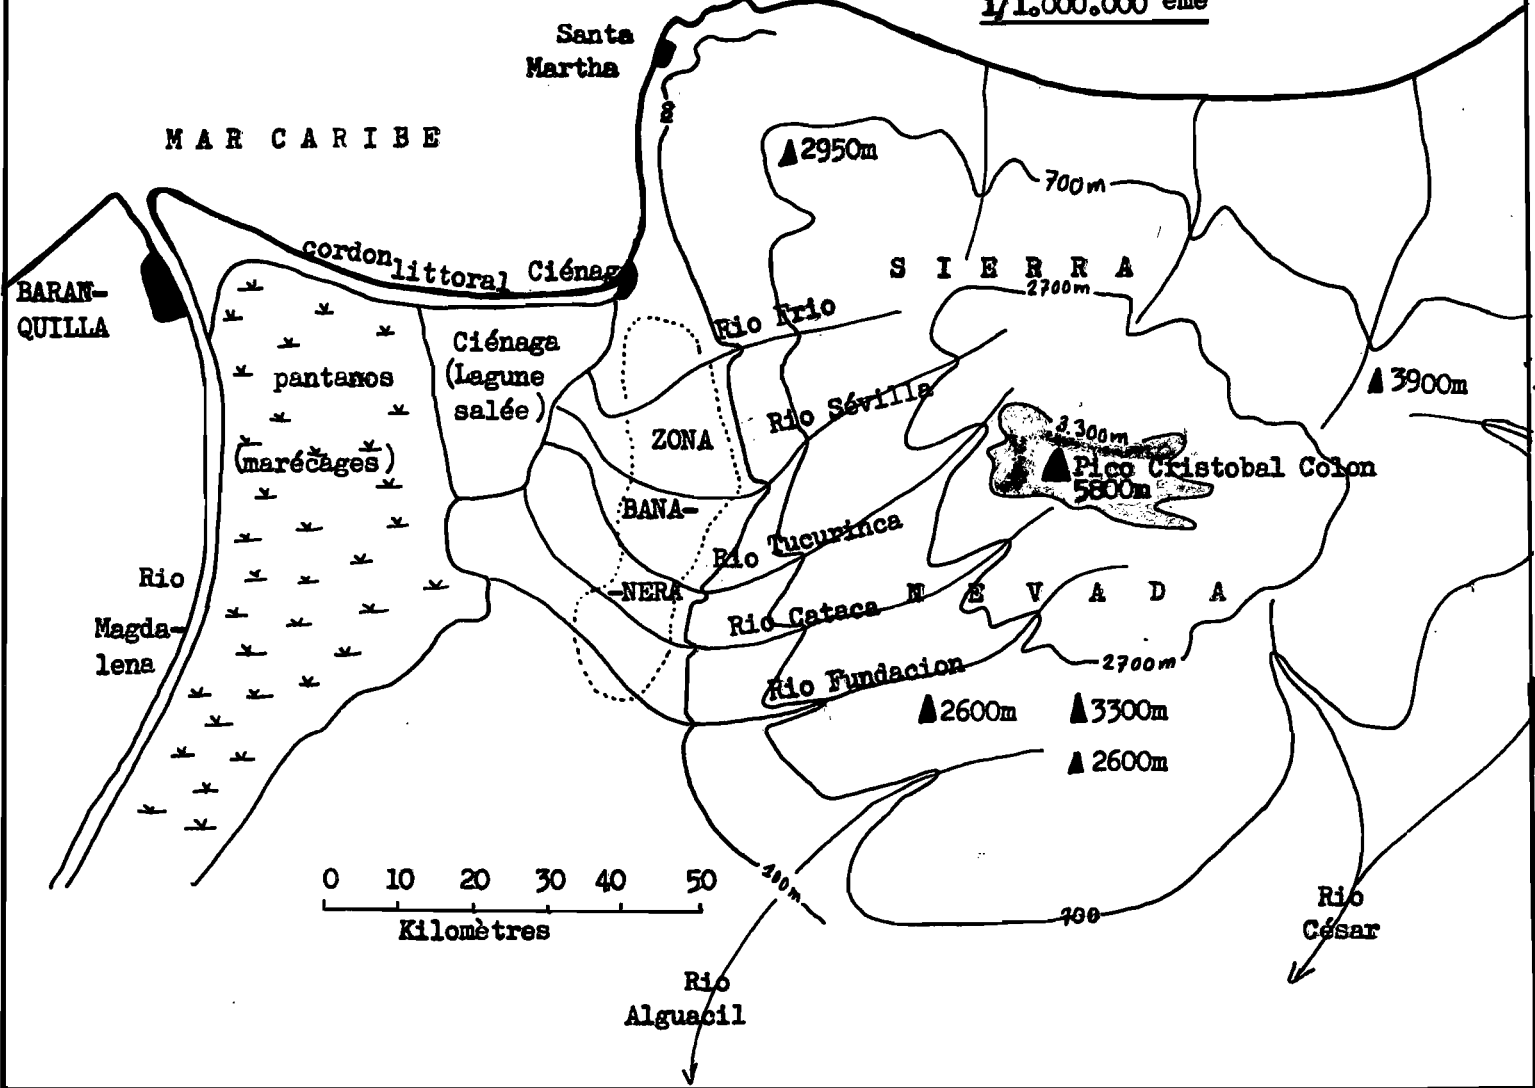 1/1.000.000 ème
Santa
Martha
MAR CARIBE
2950m
700m
cordon littoral
Ciénaga
SIERRA
2700m
BARAN-
QUILLA
Rio Frio
Ciénaga
(Lagune
salée)
pantanos
(marécages)
3900m
Rio Sévilla
ZONA
3.300m
Pico Cristobal Colon
5800m
BANA-
Rio Tucurinca
Rio
Magda-
lena
-NERA
NEVADA
Rio Cataca
2700m
Rio Fundacion
2600m
3300m
2600m
0 10 20 30 40 50
Kilomètres
200m
700
Rio
César
Rio
Alguacil